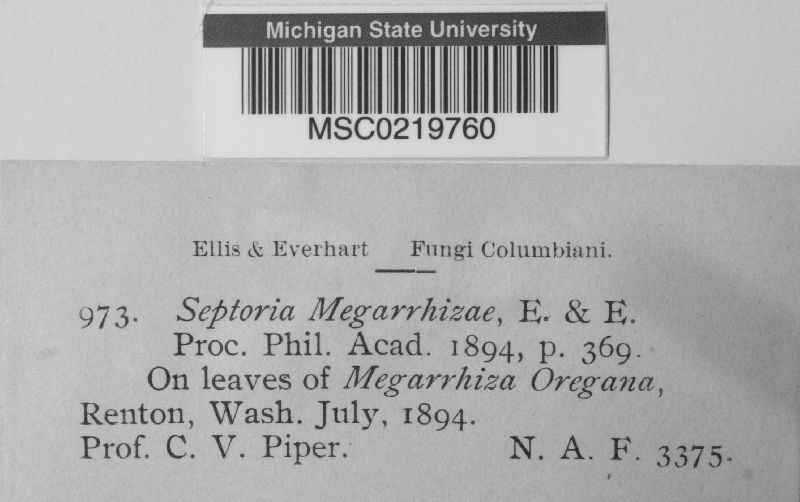 Michigan State University
MSC0219760
Ellis & Everhart Fungi Columbiani.
973. Septoria Megarrhizae, E. & E.
Proc. Phil. Acad. 1894, p. 369.
On leaves of Megarrhiza Oregana,
Renton, Wash. July, 1894.
Prof. C. V. Piper. N. A. F. 3375.